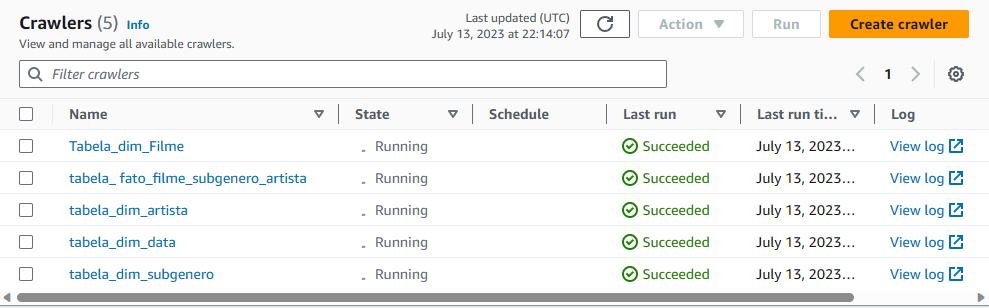 Crawlers (5) Info
View and manage all available crawlers.
Last updated (UTC)
July 13, 2023 at 22:14:07
Action
Run
Create crawler
Filter crawlers
1
Name State Schedule Last run Last run ti... Log
Tabela_dim_Filme Running Succeeded July 13, 2023... View log
tabela_ fato_filme_subgenero_artista Running Succeeded July 13, 2023... View log
tabela_dim_artista Running Succeeded July 13, 2023... View log
tabela_dim_data Running Succeeded July 13, 2023... View log
tabela_dim_subgenero Running Succeeded July 13, 2023... View log